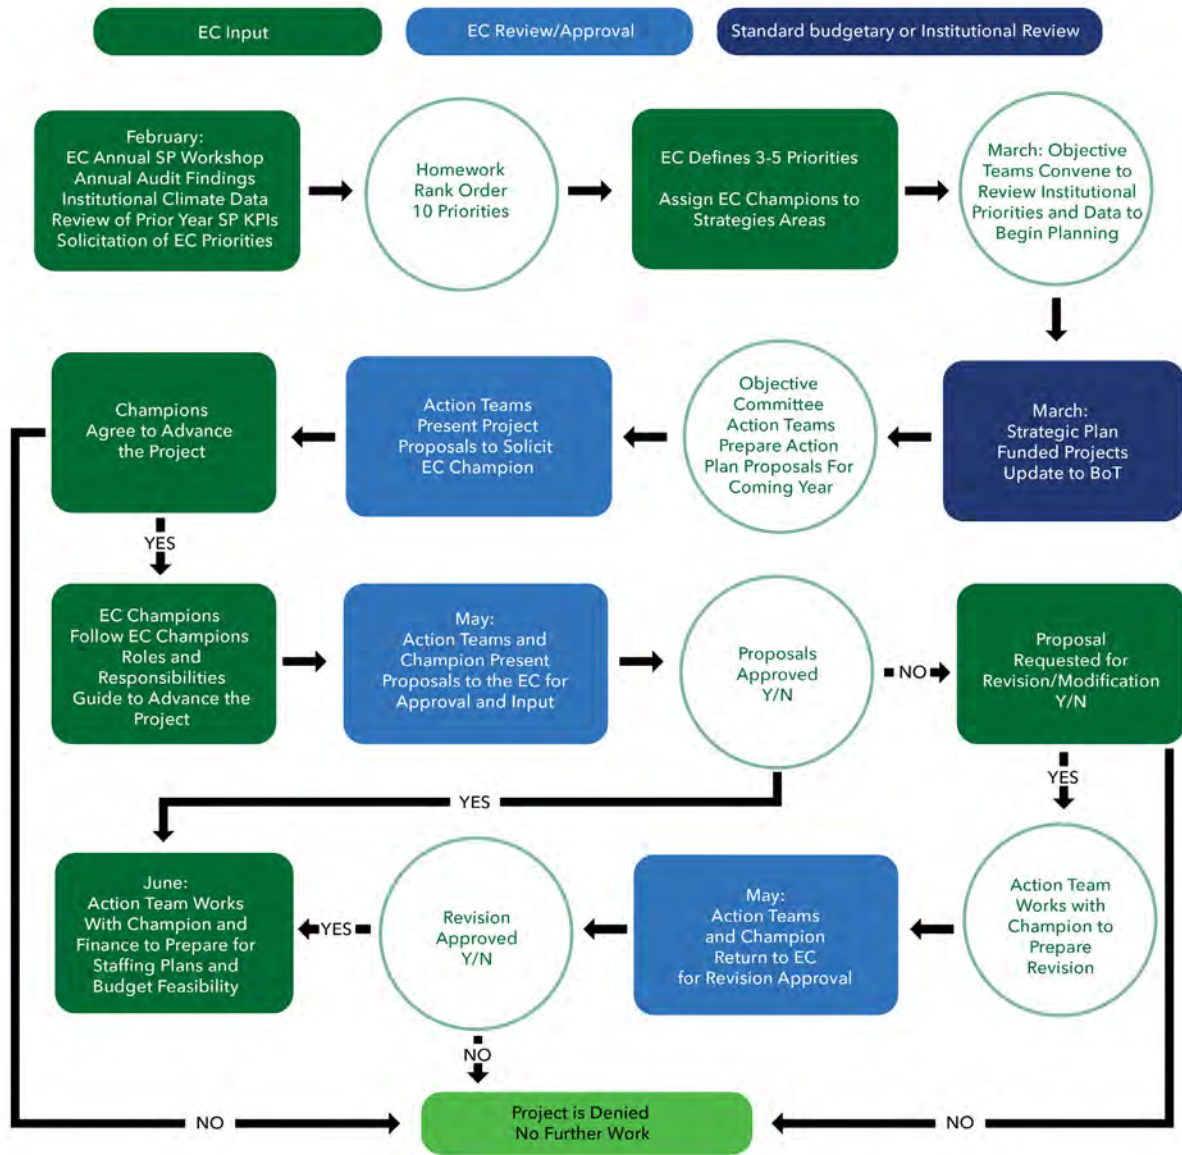 EC Input
EC Review/Approval
Standard budgetary or Institutional Review
February:
EC Annual SP Workshop
Annual Audit Findings
Institutional Climate Data
Review of Prior Year SP KPIs
Solicitation of EC Priorities
Homework
Rank Order
10 Priorities
EC Defines 3-5 Priorities
Assign EC Champions to
Strategies Areas
March: Objective
Teams Convene to
Review Institutional
Priorities and Data to
Begin Planning
March:
Strategic Plan
Funded Projects
Update to BoT
Objective
Committee
Action Teams
Prepare Action
Plan Proposals For
Coming Year
Action Teams
Present Project
Proposals to Solicit
EC Champion
Champions
Agree to Advance
the Project
YES
EC Champions
Follow EC Champions
Roles and
Responsibilities
Guide to Advance the
Project
May:
Action Teams and
Champion Present
Proposals to the EC for
Approval and Input
Proposals
Approved
Y/N
NO
Proposal
Requested for
Revision/Modification
Y/N
YES
YES
Action Team
Works with
Champion to
Prepare
Revision
May:
Action Teams
and Champion
Return to EC
for Revision Approval
Revision
Approved
Y/N
YES
June:
Action Team Works
With Champion and
Finance to Prepare for
Staffing Plans and
Budget Feasibility
NO
NO
Project is Denied
No Further Work
NO